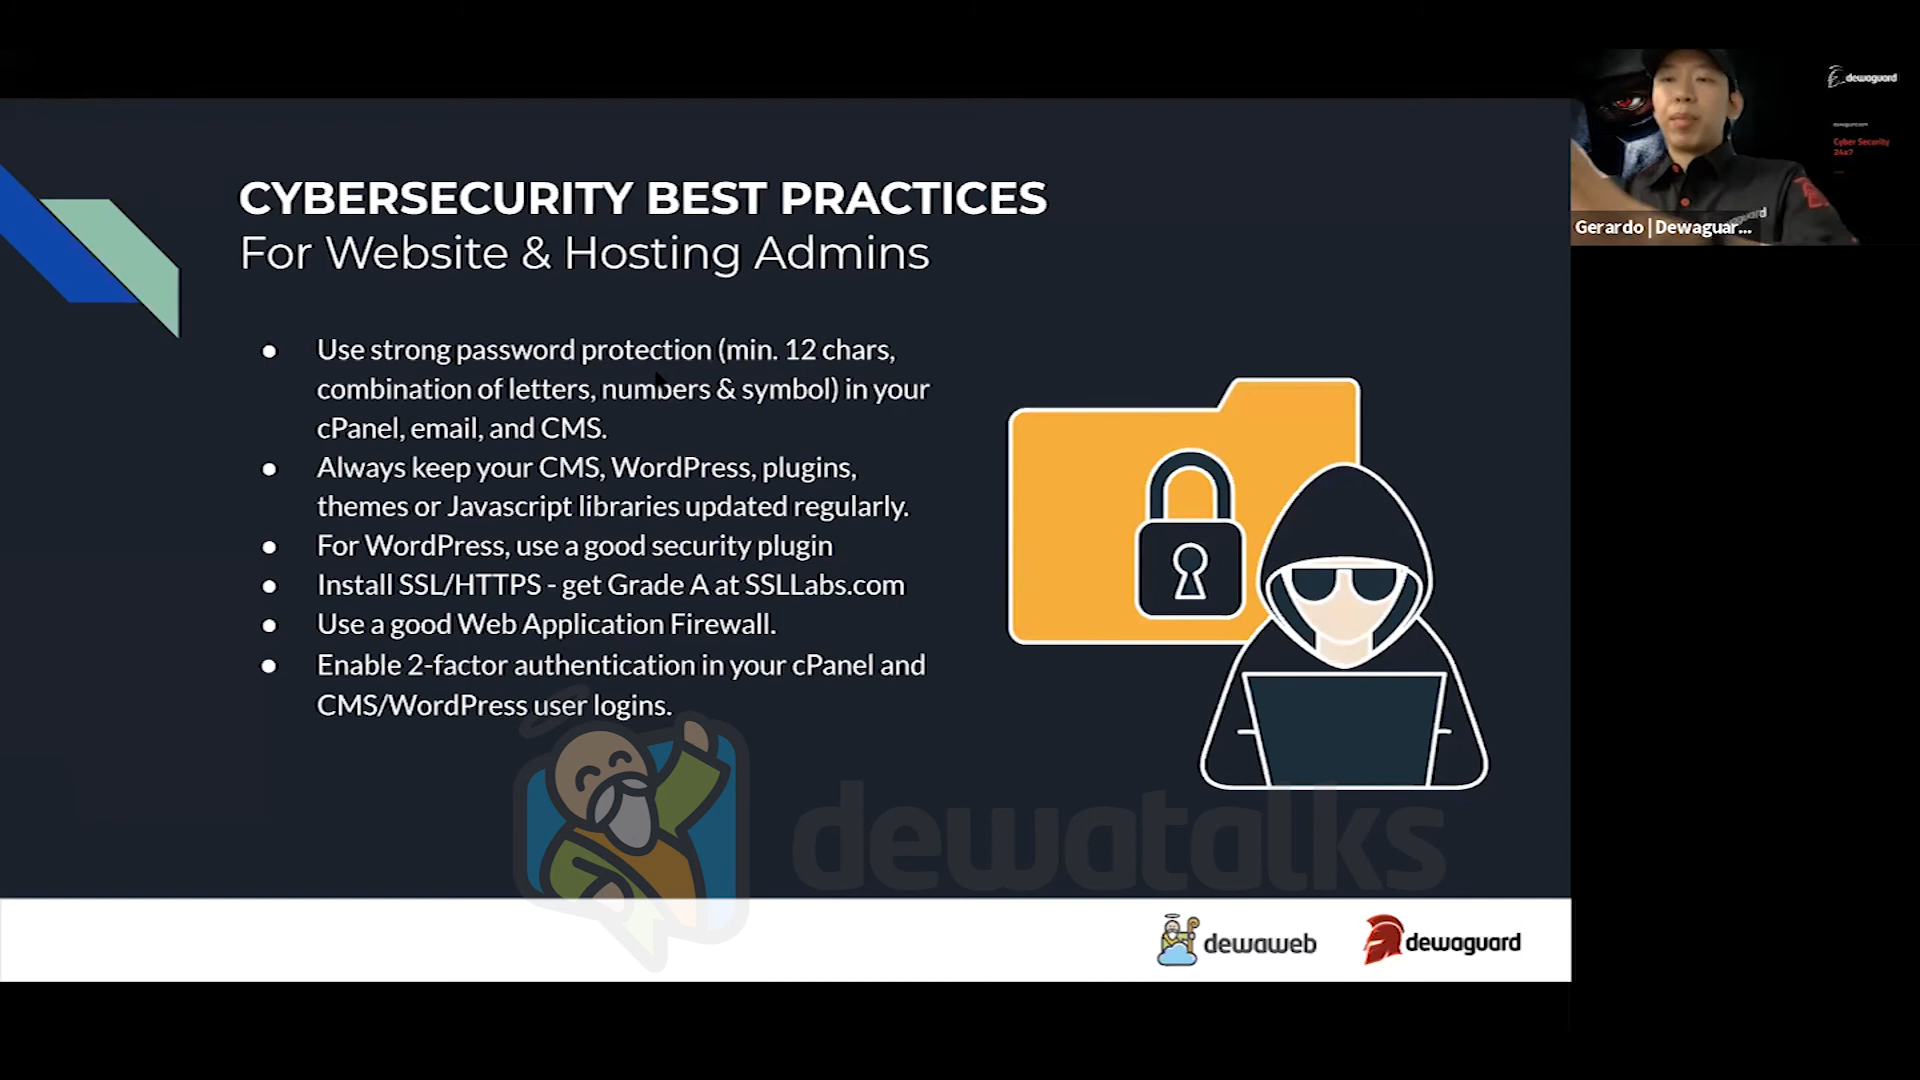 CYBERSECURITY BEST PRACTICES
For Website & Hosting Admins
● Use strong password protection (min. 12 chars,
combination of letters, numbers & symbol) in your
cPanel, email, and CMS.
● Always keep your CMS, WordPress, plugins,
themes or Javascript libraries updated regularly.
● For WordPress, use a good security plugin
● Install SSL/HTTPS - get Grade A at SSLLabs.com
● Use a good Web Application Firewall.
● Enable 2-factor authentication in your cPanel and
CMS/WordPress user logins.
dewatalks
dewaweb
dewaguard
dewaguard
Cyber Security
24x7
Gerardo | Dewaguar...